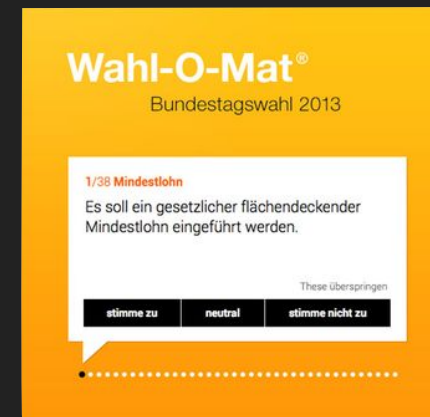 Wahl-O-Mat®
Bundestagswahl 2013
1/38 Mindestlohn
Es soll ein gesetzlicher flächendeckender
Mindestlohn eingeführt werden.
These überspringen
stimme zu neutral stimme nicht zu